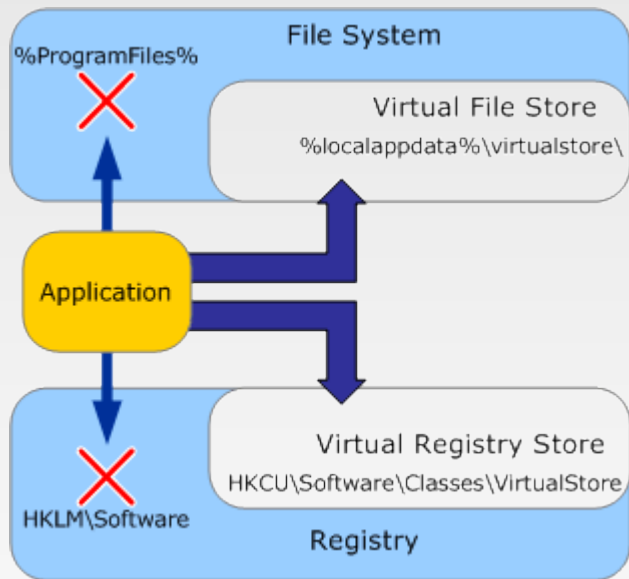 File System
%ProgramFiles%
Virtual File Store
%localappdata%\virtualstore\
Application
Virtual Registry Store
HKCU\Software\Classes\VirtualStore
HKLM\Software
Registry